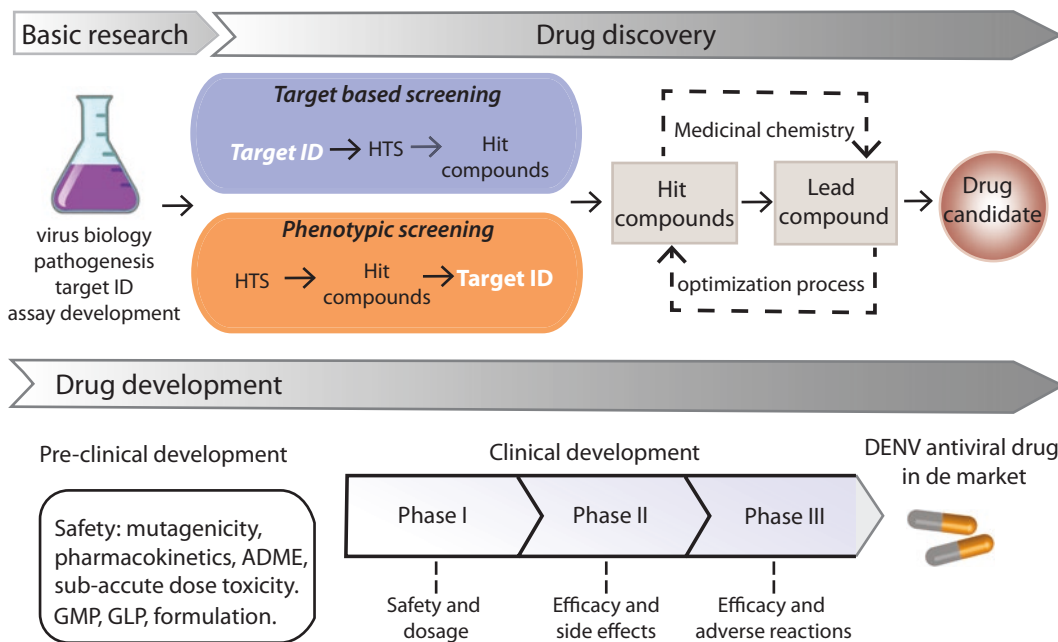 Basic research
Drug discovery
virus biology
pathogenesis
target ID
assay development
Target based screening
Target ID
HTS
Hit
compounds
Phenotypic screening
HTS
Hit
compounds
Target ID
Medicinal chemistry
Hit
compounds
Lead
compound
optimization process
Drug
candidate
Drug development
Pre-clinical development
Safety: mutagenicity,
pharmacokinetics, ADME,
sub-accute dose toxicity.
GMP, GLP, formulation.
Clinical development
Phase I
Phase II
Phase III
Safety and
dosage
Efficacy and
side effects
Efficacy and
adverse reactions
DENV antiviral drug
in de market